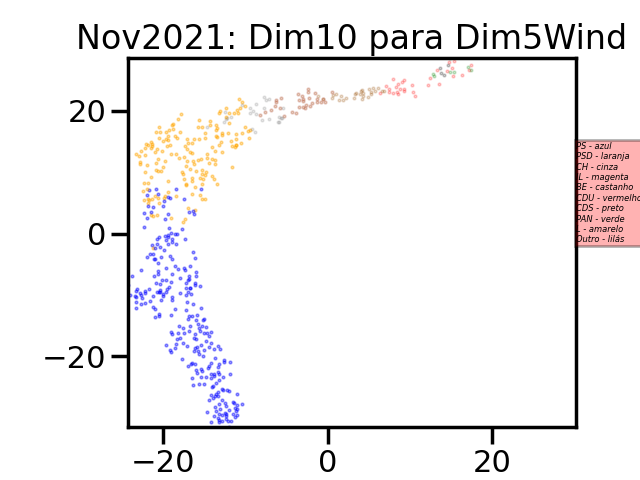 Nov2021: Dim10 para Dim5Wind
20
0
−20
−20
0
20
PS - azul
PSD - laranja
CH - cinza
IL - magenta
BE - castanho
CDU - vermelho
CDS - preto
PAN - verde
L - amarelo
Outro - lilás